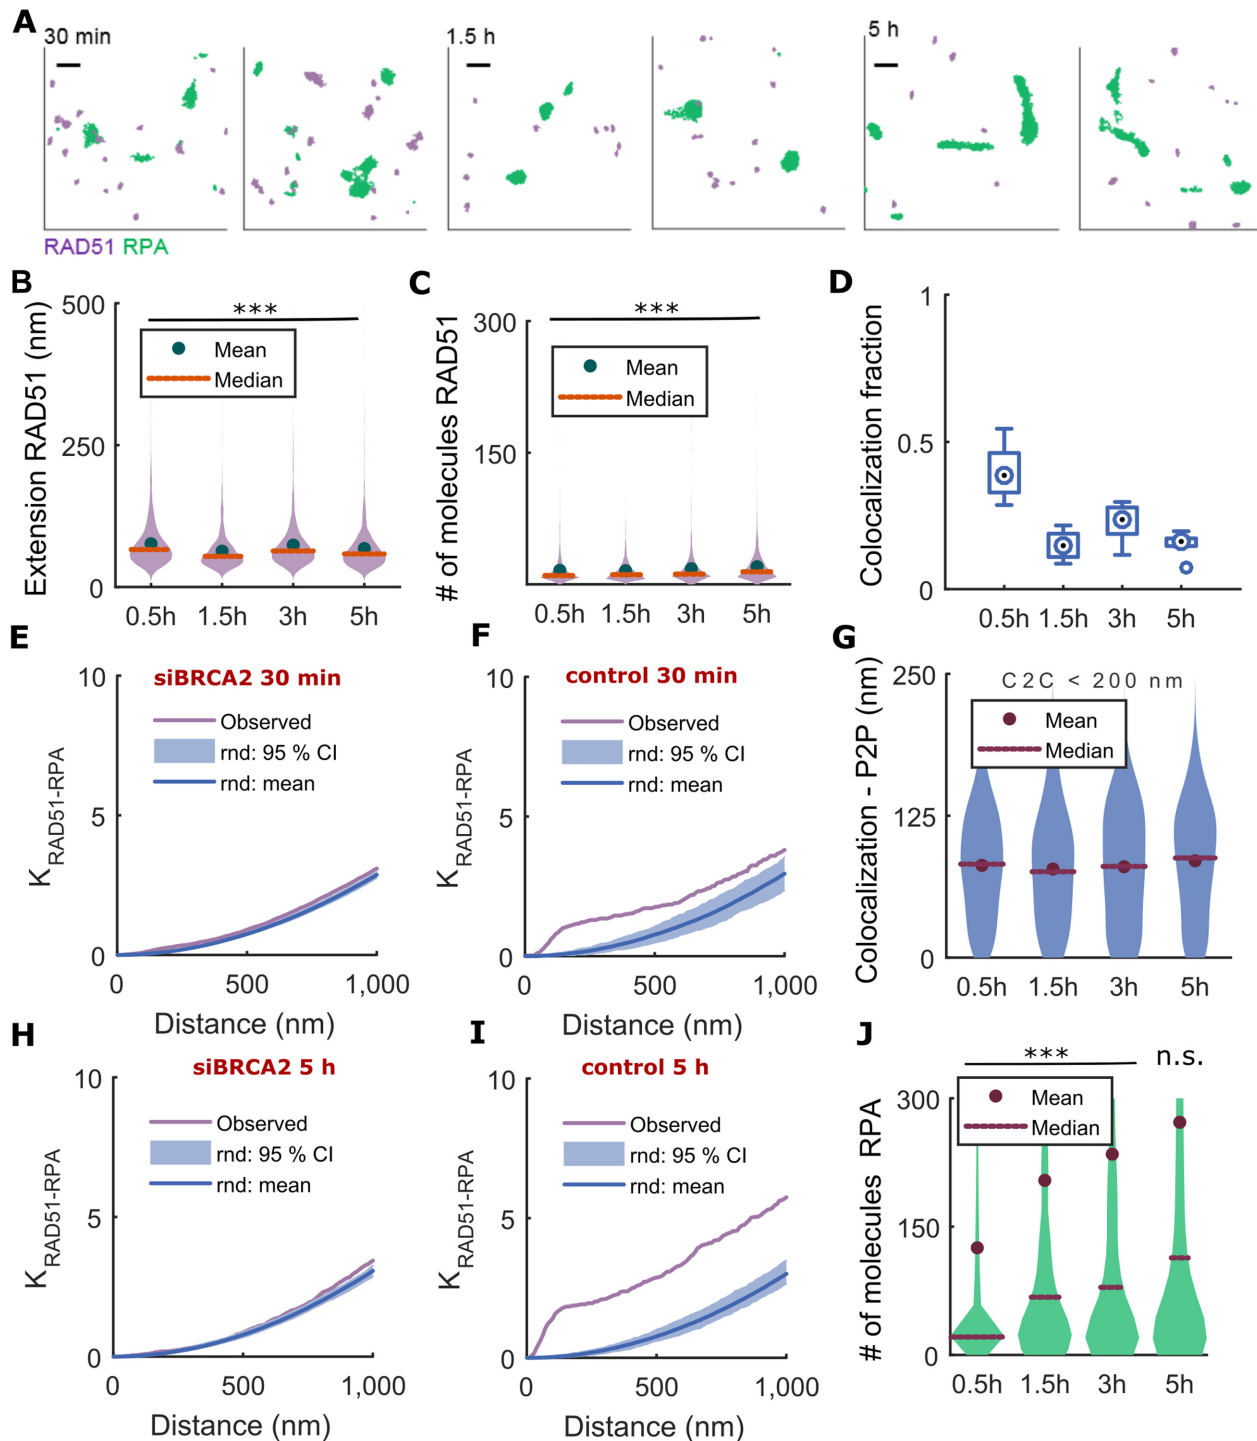 A
30 min
1.5 h
5 h
RAD51 RPA
B
Extension RAD51 (nm)
500
250
0
***
Mean
Median
0.5h 1.5h 3h 5h
C
# of molecules RAD51
300
150
***
Mean
Median
0.5h 1.5h 3h 5h
D
Colocalization fraction
1
0.5
0
0.5h 1.5h 3h 5h
E
siBRCA2 30 min
K RAD51-RPA
10
5
0
Observed
rnd: 95 % CI
rnd: mean
0 500 1,000
Distance (nm)
F
control 30 min
K RAD51-RPA
10
5
0
Observed
rnd: 95 % CI
rnd: mean
0 500 1,000
Distance (nm)
G
Colocalization - P2P (nm)
250
125
0
C2C < 200 nm
Mean
Median
0.5h 1.5h 3h 5h
H
siBRCA2 5 h
K RAD51-RPA
10
5
0
Observed
rnd: 95 % CI
rnd: mean
0 500 1,000
Distance (nm)
I
control 5 h
K RAD51-RPA
10
5
0
Observed
rnd: 95 % CI
rnd: mean
0 500 1,000
Distance (nm)
J
# of molecules RPA
300
150
0
*** n.s.
Mean
Median
0.5h 1.5h 3h 5h